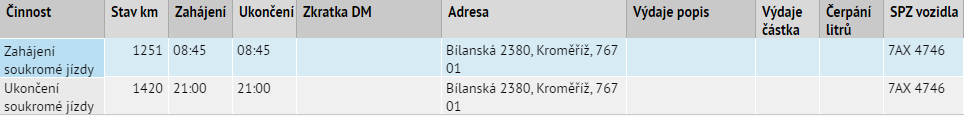 Činnost Stav km Zahájení Ukončení Zkratka DM Adresa Výdaje popis Výdaje částka Čerpání litrů SPZ vozidla
Zahájení soukromé jízdy 1251 08:45 08:45 Bílanská 2380, Kroměříž, 767 01 7AX 4746
Ukončení soukromé jízdy 1420 21:00 21:00 Bílanská 2380, Kroměříž, 767 01 7AX 4746